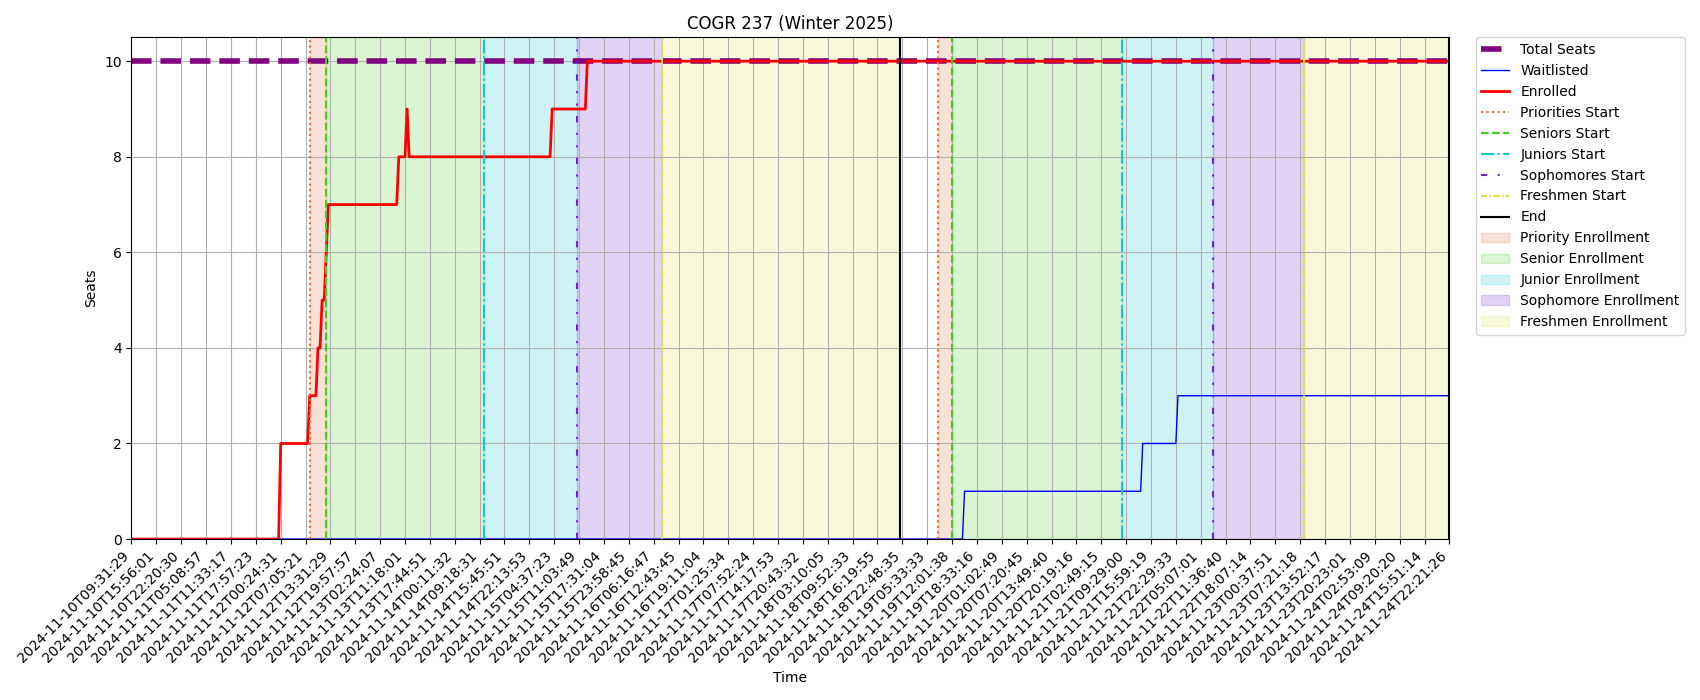 COGR 237 (Winter 2025)
Seats
10
8
6
4
2
0
2024-11-10T09:31:29
2024-11-10T15:56:01
2024-11-10T22:20:30
2024-11-11T05:08:57
2024-11-11T11:33:17
2024-11-11T17:57:23
2024-11-12T00:24:31
2024-11-12T07:05:21
2024-11-12T13:31:29
2024-11-12T19:57:57
2024-11-13T02:24:07
2024-11-13T11:18:01
2024-11-13T17:44:51
2024-11-14T00:11:32
2024-11-14T09:18:31
2024-11-14T15:45:51
2024-11-14T22:13:53
2024-11-15T04:37:23
2024-11-15T11:03:49
2024-11-15T17:31:04
2024-11-15T23:58:45
2024-11-16T06:16:47
2024-11-16T12:43:45
2024-11-16T19:11:04
2024-11-17T01:25:34
2024-11-17T07:52:24
2024-11-17T14:17:53
2024-11-17T20:43:32
2024-11-18T03:10:05
2024-11-18T09:52:33
2024-11-18T16:19:55
2024-11-18T22:48:35
2024-11-19T05:33:33
2024-11-19T12:01:38
2024-11-19T18:33:16
2024-11-20T01:02:49
2024-11-20T07:20:45
2024-11-20T13:49:40
2024-11-20T20:19:16
2024-11-21T02:49:15
2024-11-21T09:29:00
2024-11-21T15:59:19
2024-11-21T22:29:33
2024-11-22T05:07:01
2024-11-22T11:36:40
2024-11-22T18:07:14
2024-11-23T00:37:51
2024-11-23T07:21:18
2024-11-23T13:52:17
2024-11-23T20:23:01
2024-11-24T02:53:09
2024-11-24T09:20:20
2024-11-24T15:51:14
2024-11-24T22:21:26
Time
Total Seats
Waitlisted
Enrolled
Priorities Start
Seniors Start
Juniors Start
Sophomores Start
Freshmen Start
End
Priority Enrollment
Senior Enrollment
Junior Enrollment
Sophomore Enrollment
Freshmen Enrollment